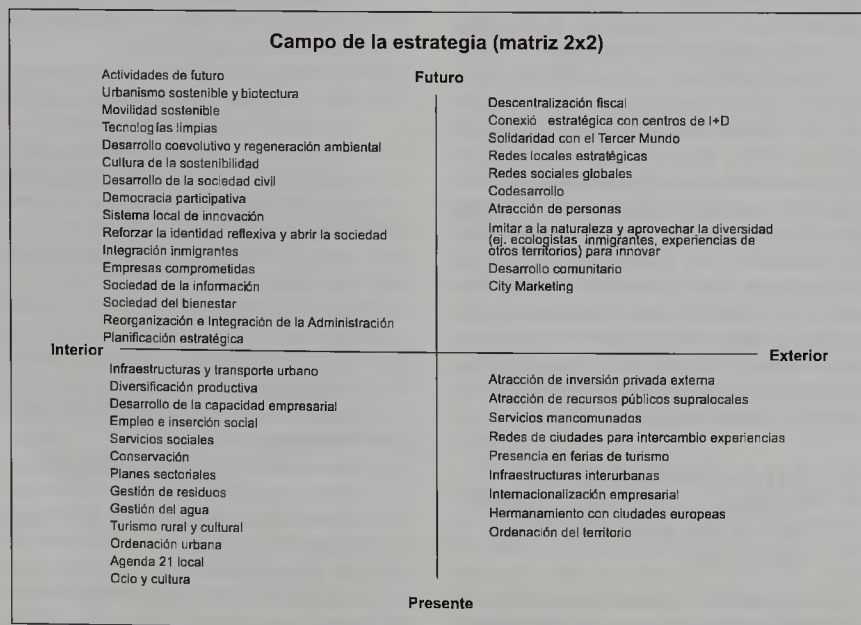 Campo de la estrategia (matriz 2x2)
Futuro
Actividades de futuro
Urbanismo sostenible y biotectura
Movilidad sostenible
Tecnologías limpias
Desarrollo coevolutivo y regeneración ambiental
Cultura de la sostenibilidad
Desarrollo de la sociedad civil
Democracia participativa
Sistema local de innovación
Reforzar la identidad reflexiva y abrir la sociedad
Integración inmigrantes
Empresas comprometidas
Sociedad de la información
Sociedad del bienestar
Reorganización e Integración de la Administración
Planificación estratégica
Descentralización fiscal
Conexió estratégica con centros de I+D
Solidaridad con el Tercer Mundo
Redes locales estratégicas
Redes sociales globales
Codesarrollo
Atracción de personas
Imitar a la naturaleza y aprovechar la diversidad
(ej. ecologistas inmigrantes, experiencias de
otros territorios) para innovar
Desarrollo comunitario
City Marketing
Interior
Exterior
Infraestructuras y transporte urbano
Diversificación productiva
Desarrollo de la capacidad empresarial
Empleo e inserción social
Servicios sociales
Conservación
Planes sectoriales
Gestión de residuos
Gestión del agua
Turismo rural y cultural
Ordenación urbana
Agenda 21 local
Ocio y cultura
Atracción de inversión privada externa
Atracción de recursos públicos supralocales
Servicios mancomunados
Redes de ciudades para intercambio experiencias
Presencia en ferias de turismo
Infraestructuras interurbanas
Internacionalización empresarial
Hermanamiento con ciudades europeas
Ordenación del territorio
Presente